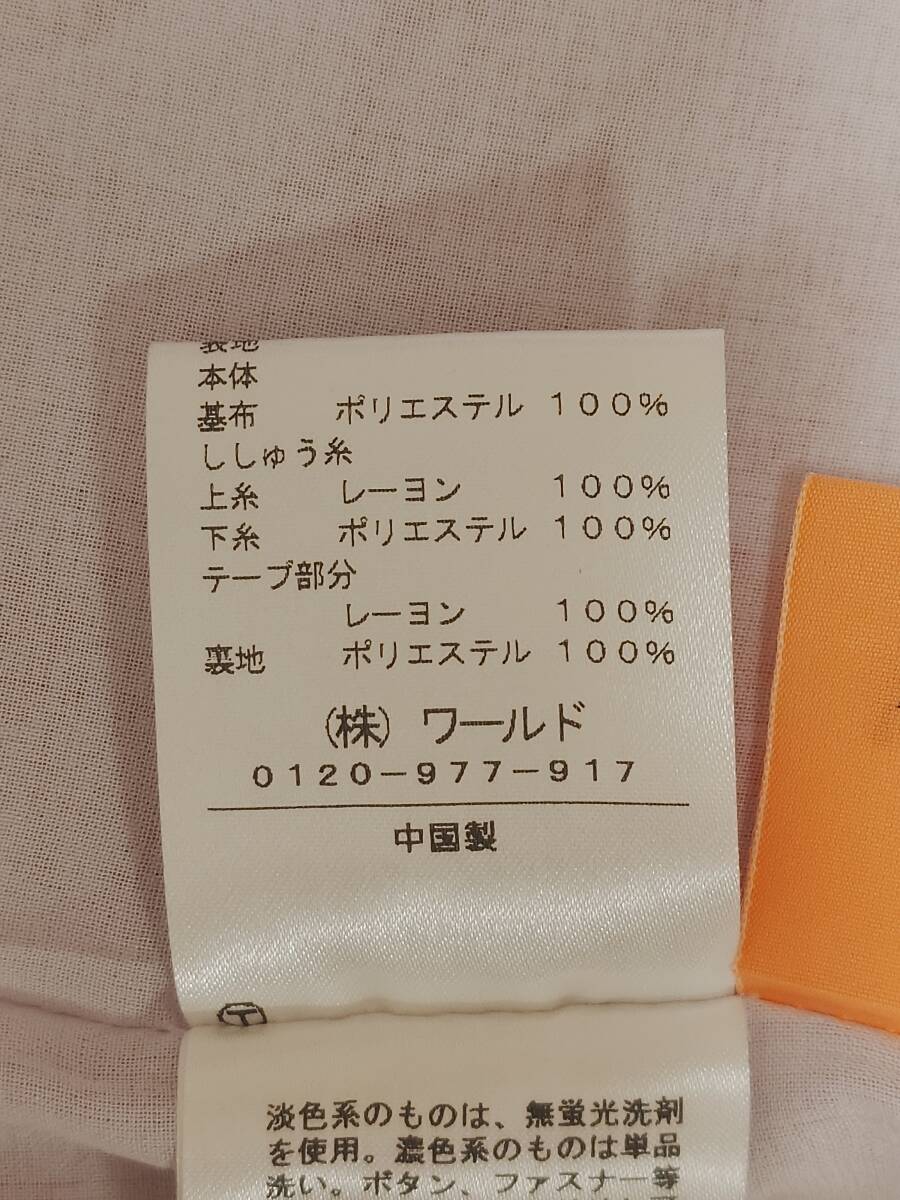 裏地
本体
基布 ポリエステル 100%
ししゅう糸
上糸 レーヨン 100%
下糸 ポリエステル 100%
テープ部分
レーヨン 100%
裏地 ポリエステル 100%
(株) ワールド
0120-977-917
中国製
T
淡色系のものは、無蛍光洗剤
を使用。濃色系のものは単品
洗い。ボタン、ファスナー等